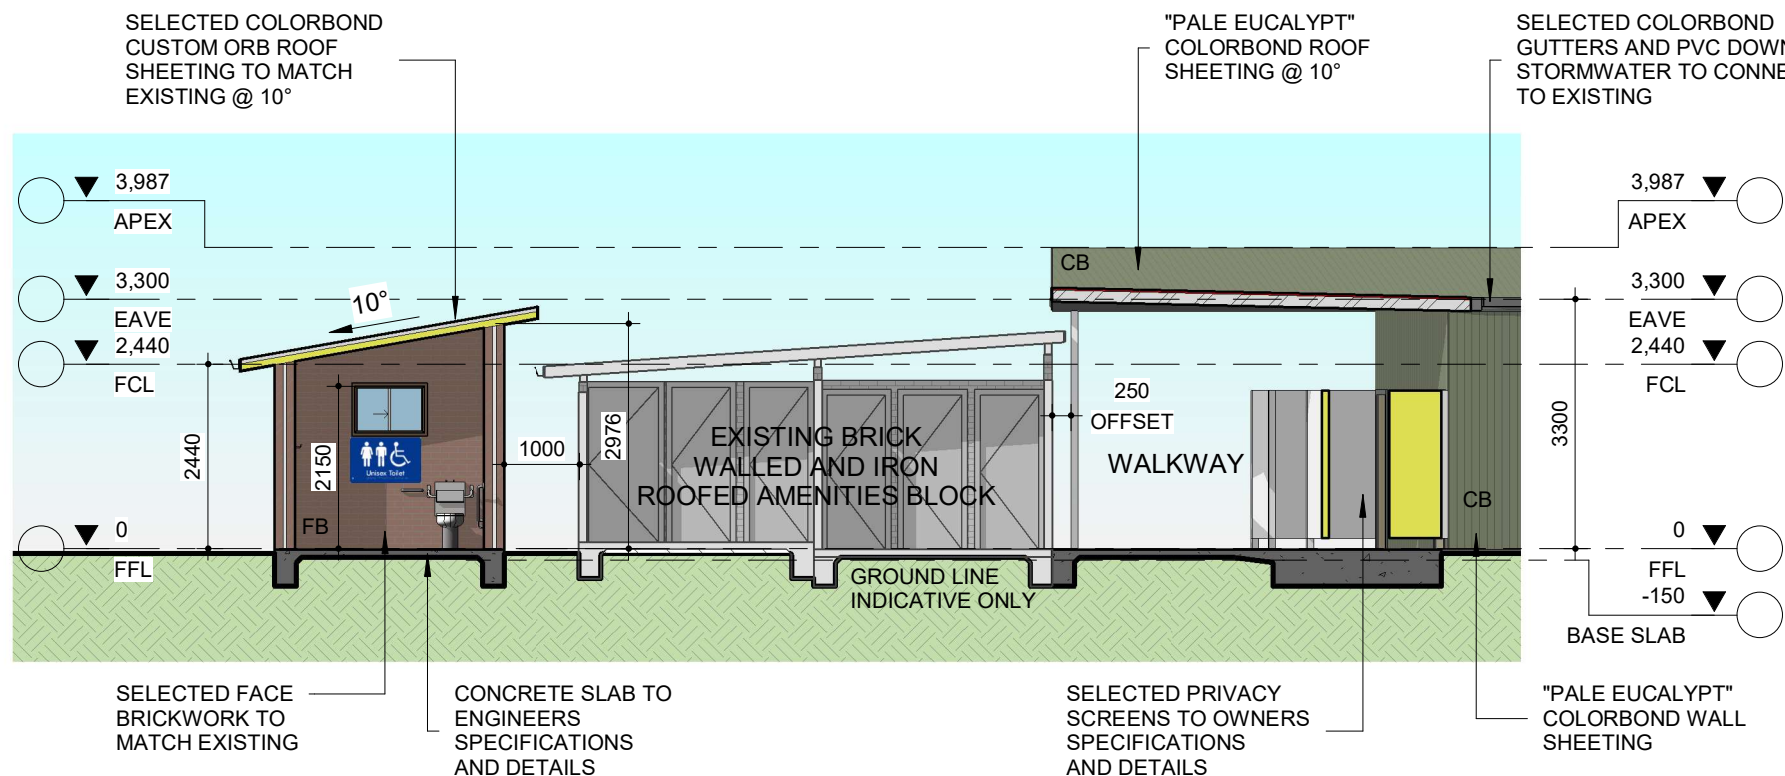 SELECTED COLORBOND
CUSTOM ORB ROOF
SHEETING TO MATCH
EXISTING @ 10°
"PALE EUCALYPT"
COLORBOND ROOF
SHEETING @ 10°
SELECTED COLORBOND
GUTTERS AND PVC DOWN
STORMWATER TO CONNE
TO EXISTING
3,987
APEX
3,300
EAVE
2,440
FCL
0
FFL
10°
2440
2150
FB
Unisex Toilet
1000
2976
EXISTING BRICK
WALLED AND IRON
ROOFED AMENITIES BLOCK
GROUND LINE
INDICATIVE ONLY
250
OFFSET
WALKWAY
CB
CB
3300
3,987
APEX
3,300
EAVE
2,440
FCL
0
FFL
-150
BASE SLAB
SELECTED FACE
BRICKWORK TO
MATCH EXISTING
CONCRETE SLAB TO
ENGINEERS
SPECIFICATIONS
AND DETAILS
SELECTED PRIVACY
SCREENS TO OWNERS
SPECIFICATIONS
AND DETAILS
"PALE EUCALYPT"
COLORBOND WALL
SHEETING